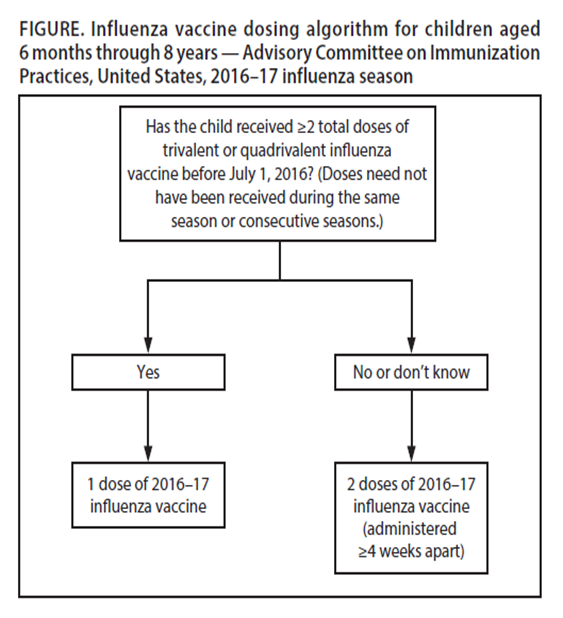 FIGURE. Influenza vaccine dosing algorithm for children aged
6 months through 8 years — Advisory Committee on Immunization
Practices, United States, 2016–17 influenza season
Has the child received ≥2 total doses of
trivalent or quadrivalent influenza
vaccine before July 1, 2016? (Doses need not
have been received during the same
season or consecutive seasons.)
Yes
No or don't know
1 dose of 2016–17
influenza vaccine
2 doses of 2016–17
influenza vaccine
(administered
≥4 weeks apart)